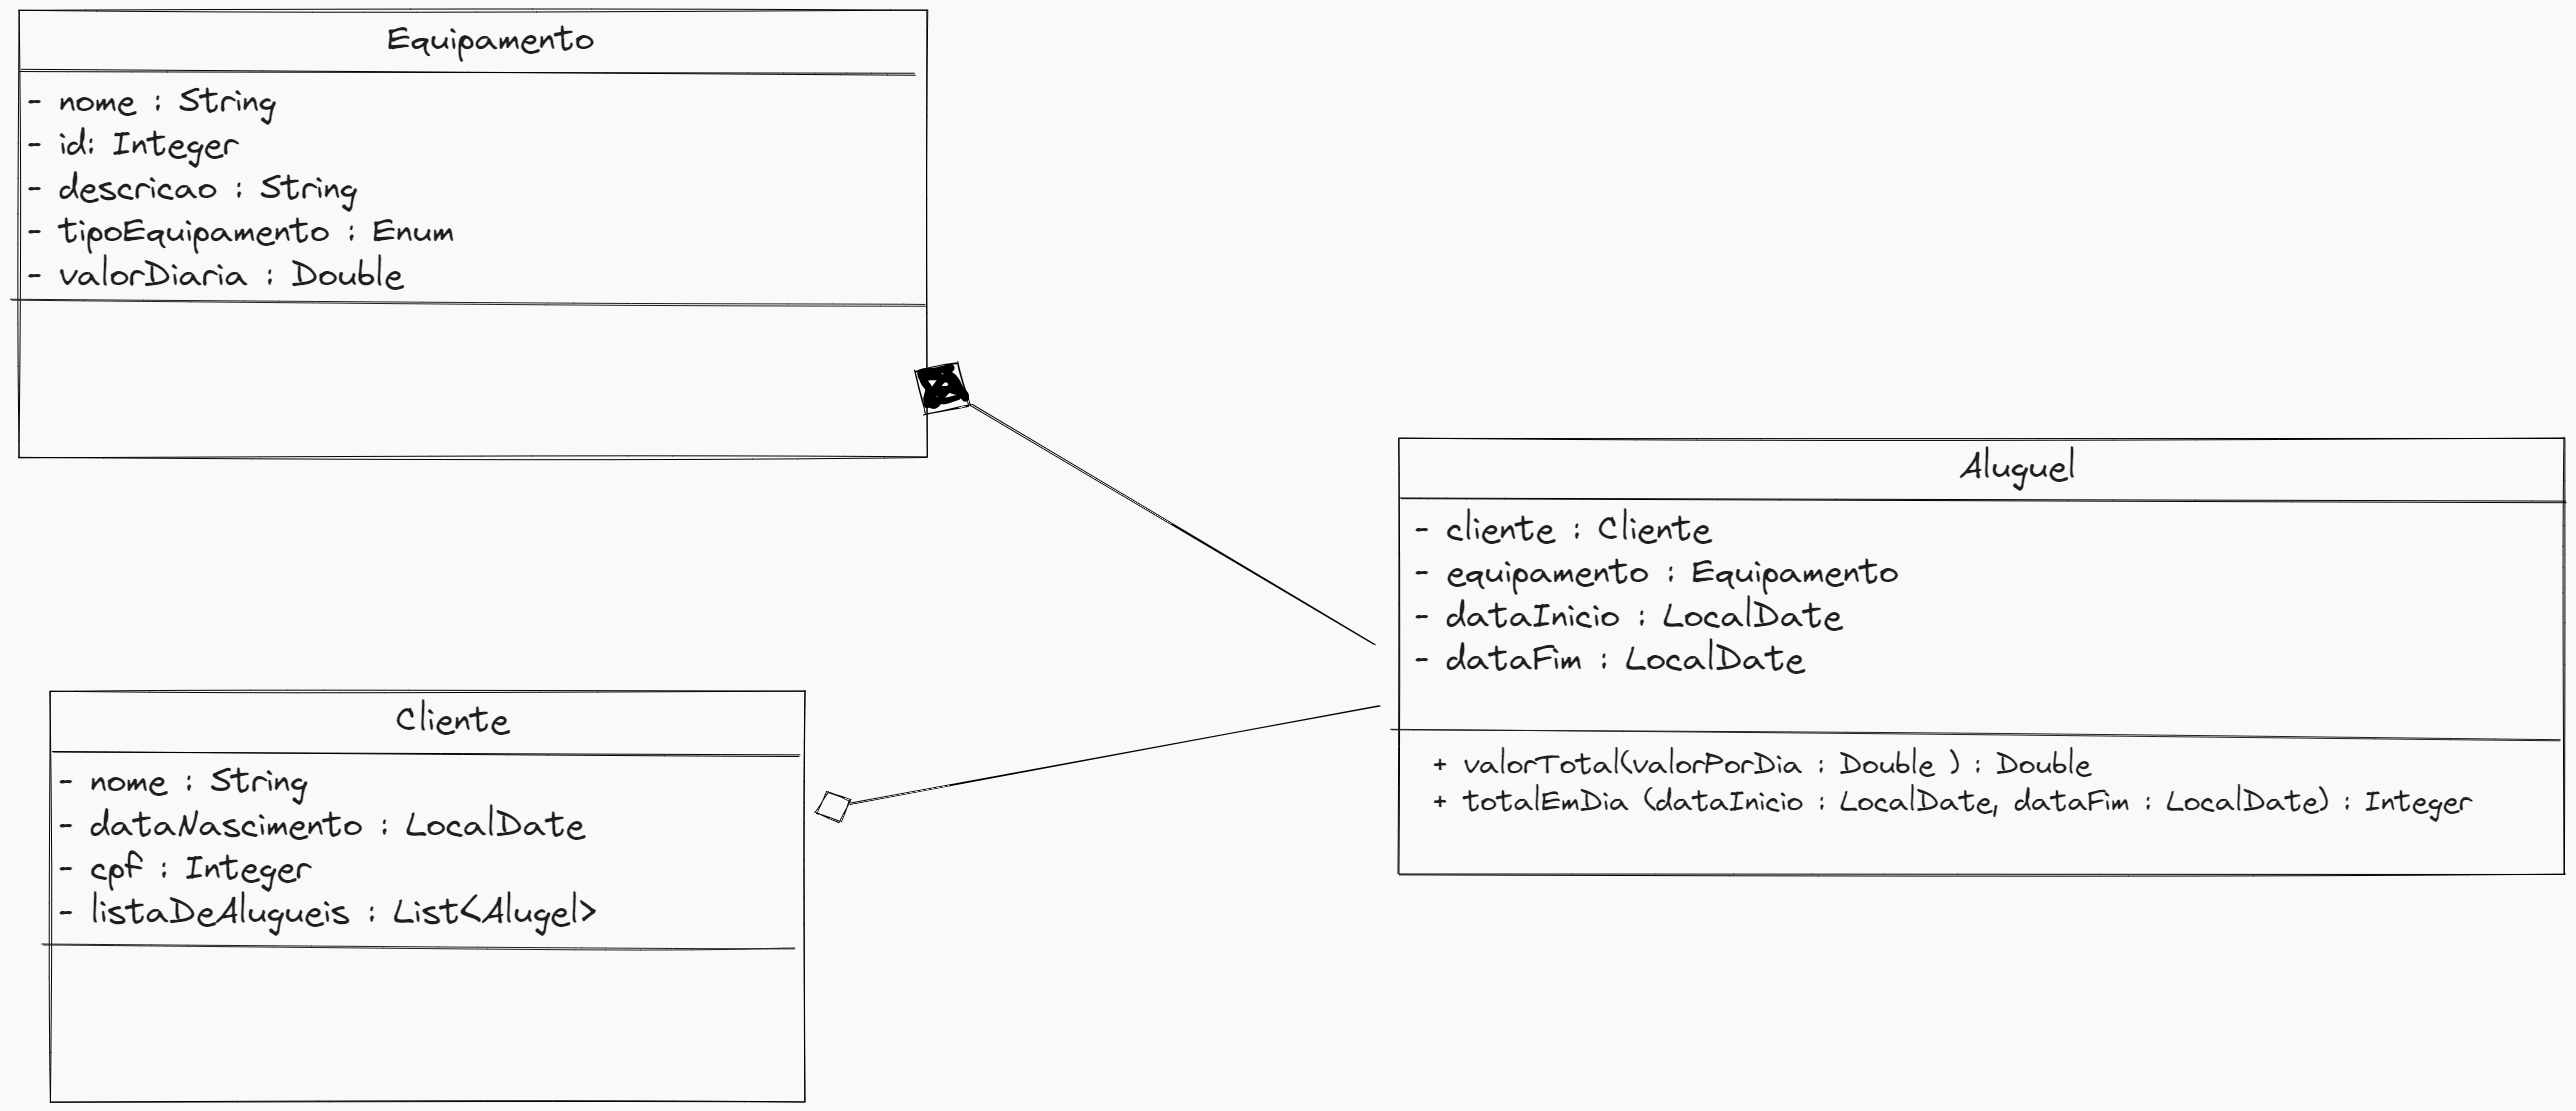 Equipamento
- nome : String
- id: Integer
- descricao : String
- tipoEquipamento : Enum
- valorDiaria : Double
Aluguel
- cliente : Cliente
- equipamento : Equipamento
- dataInicio : LocalDate
- dataFim : LocalDate
+ valorTotal(valorPorDia : Double ) : Double
+ totalEmDia (dataInicio : LocalDate, dataFim : LocalDate) : Integer
Cliente
- nome : String
- dataNascimento : LocalDate
- cpf : Integer
- listaDeAlugueis : List<Alugel>